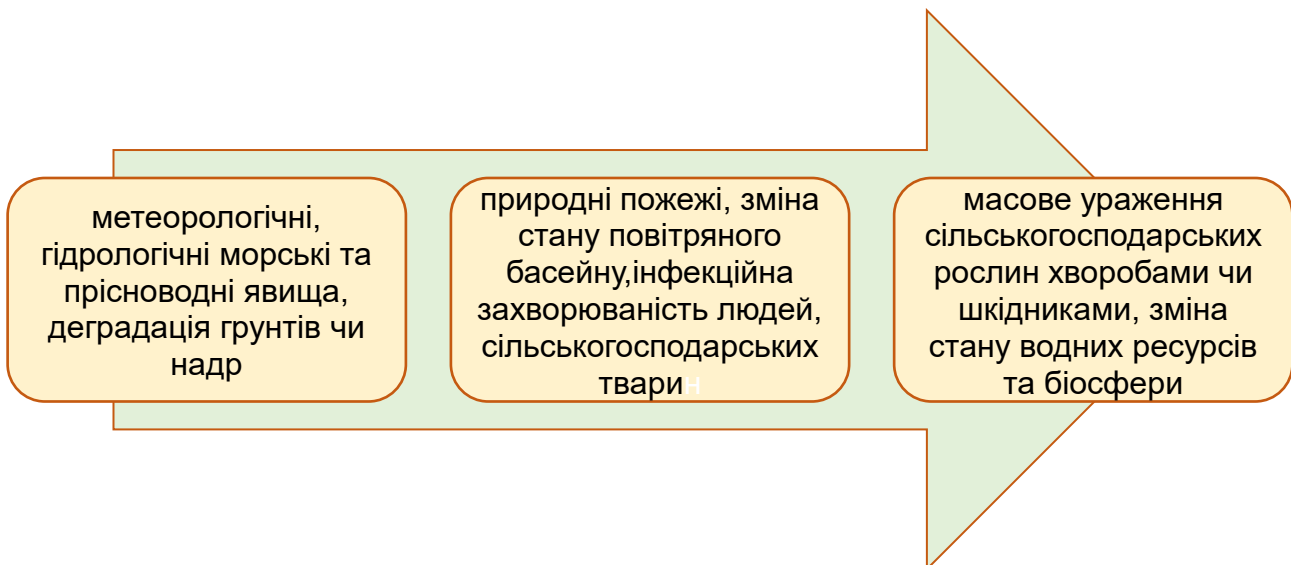 метеорологічні,
гідрологічні морські та
прісноводні явища,
деградація грунтів чи
надр
природні пожежі, зміна
стану повітряного
басейну,інфекційна
захворюваність людей,
сільськогосподарських
тварин
масове ураження
сільськогосподарських
рослин хворобами чи
шкідниками, зміна
стану водних ресурсів
та біосфери